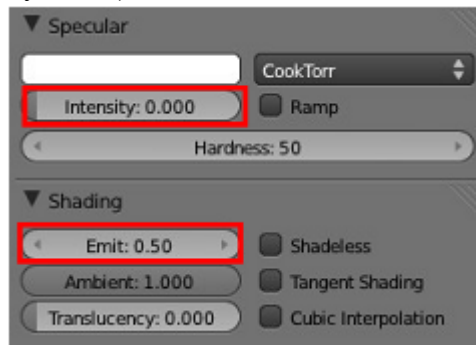 Specular
CookTorr
Intensity: 0.000 Ramp
Hardness: 50
Shading
Emit: 0.50 Shadeless
Ambient: 1.000 Tangent Shading
Translucency: 0.000 Cubic Interpolation